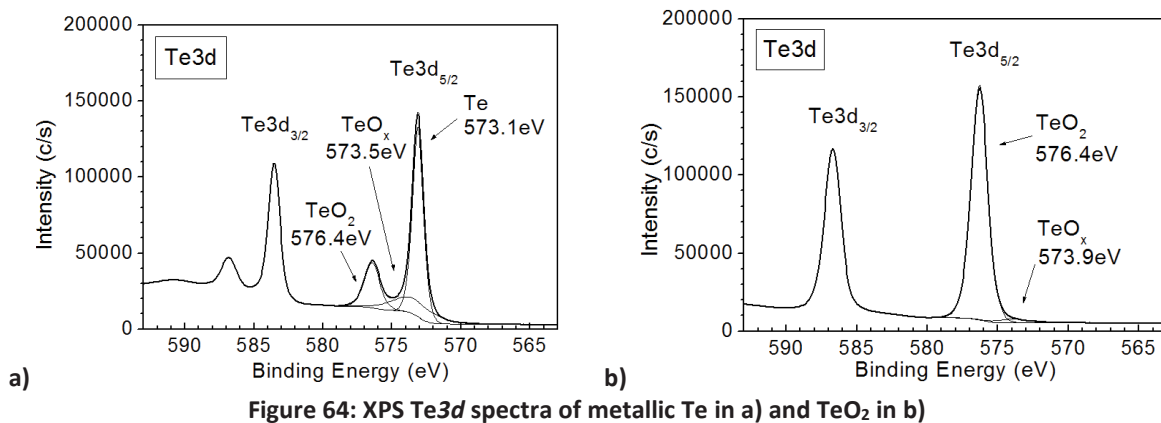 200000
150000
100000
50000
0
Intensity (c/s)
Te3d
Te3d3/2
Te3d5/2
Te
573.1eV
TeOx
573.5eV
TeO2
576.4eV
590 585 580 575 570 565
Binding Energy (eV)
a)
200000
150000
100000
50000
0
Intensity (c/s)
Te3d
Te3d3/2
Te3d5/2
TeO2
576.4eV
TeOx
573.9eV
590 585 580 575 570 565
Binding Energy (eV)
b)
Figure 64: XPS Te3d spectra of metallic Te in a) and TeO2 in b)